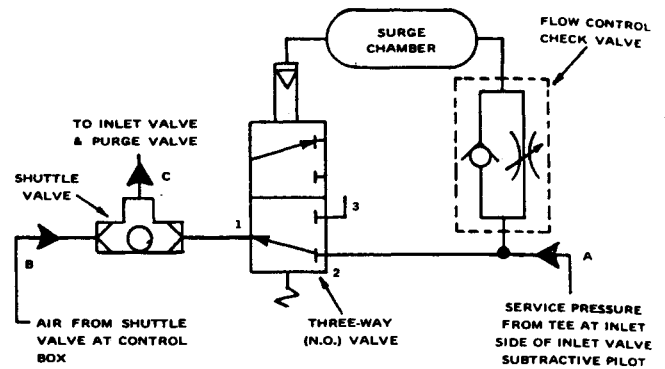 SURGE
CHAMBER
FLOW CONTROL
CHECK VALVE
TO INLET VALVE
& PURGE VALVE
C
SHUTTLE
VALVE
1
3
B
2
A
AIR FROM SHUTTLE
VALVE AT CONTROL
BOX
THREE-WAY
(N.O.) VALVE
SERVICE PRESSURE
FROM TEE AT INLET
SIDE OF INLET VALVE
SUBTRACTIVE PILOT